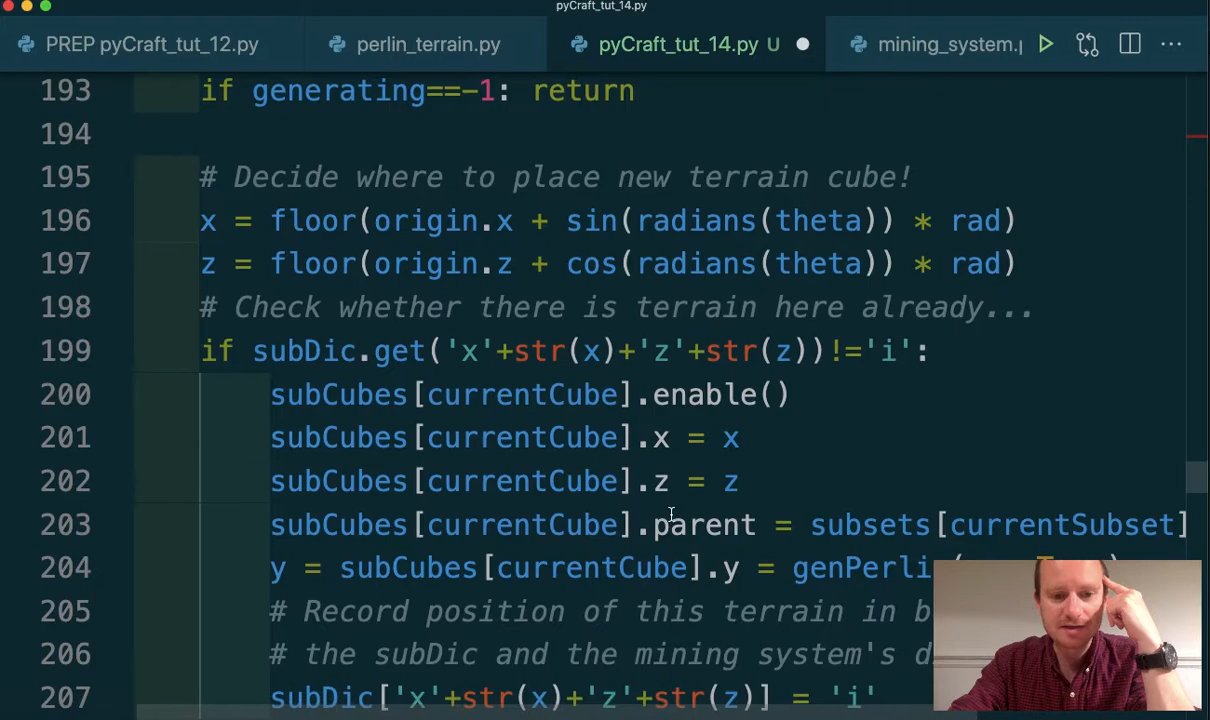 pyCraft_tut_14.py
PREP pyCraft_tut_12.py perlin_terrain.py pyCraft_tut_14.py U mining_system.p
193 if generating==-1: return
194
195 # Decide where to place new terrain cube!
196 x = floor(origin.x + sin(radians(theta)) * rad)
197 z = floor(origin.z + cos(radians(theta)) * rad)
198 # Check whether there is terrain here already...
199 if subDic.get('x'+str(x)+'z'+str(z))!='i':
200 subCubes[currentCube].enable()
201 subCubes[currentCube].x = x
202 subCubes[currentCube].z = z
203 subCubes[currentCube].parent = subsets[currentSubset]
204 y = subCubes[currentCube].y = genPerli
205 # Record position of this terrain in b
206 # the subDic and the mining system's d
207 subDic['x'+str(x)+'z'+str(z)] = 'i'